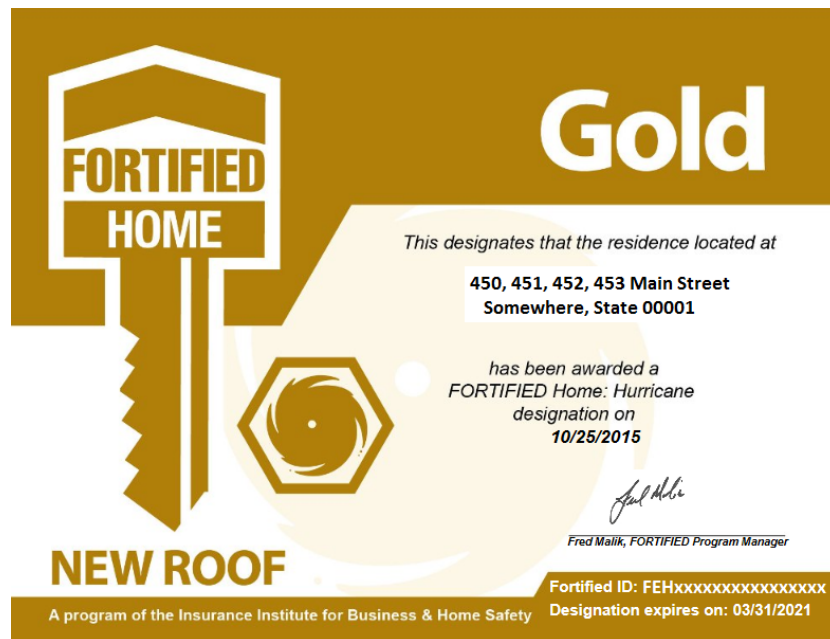 FORTIFIED
HOME
Gold
This designates that the residence located at
450, 451, 452, 453 Main Street
Somewhere, State 00001
has been awarded a
FORTIFIED Home: Hurricane
designation on
10/25/2015
Fred Malik, FORTIFIED Program Manager
NEW ROOF
A program of the Insurance Institute for Business & Home Safety
Fortified ID: FEHxxxxxxxxxxxxxxxxx
Designation expires on: 03/31/2021